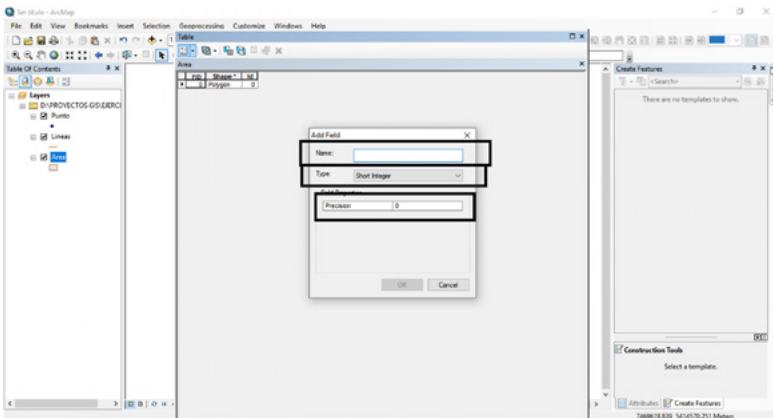 Sin título - ArcMap
File Edit View Bookmarks Insert Selection Geoprocessing Customize Windows Help
Table
Table Of Contents
Area
Create Features
FID Shape * Id
0 Polygon 0
<Search>
Layers
D:\PROYECTOS GIS\EJERCI
There are no templates to show.
Punto
Lineas
Area
Add Field
Name:
Type: Short Integer
Field Properties
Precision 0
OK Cancel
Construction Tools
Select a template.
Attributes Create Features